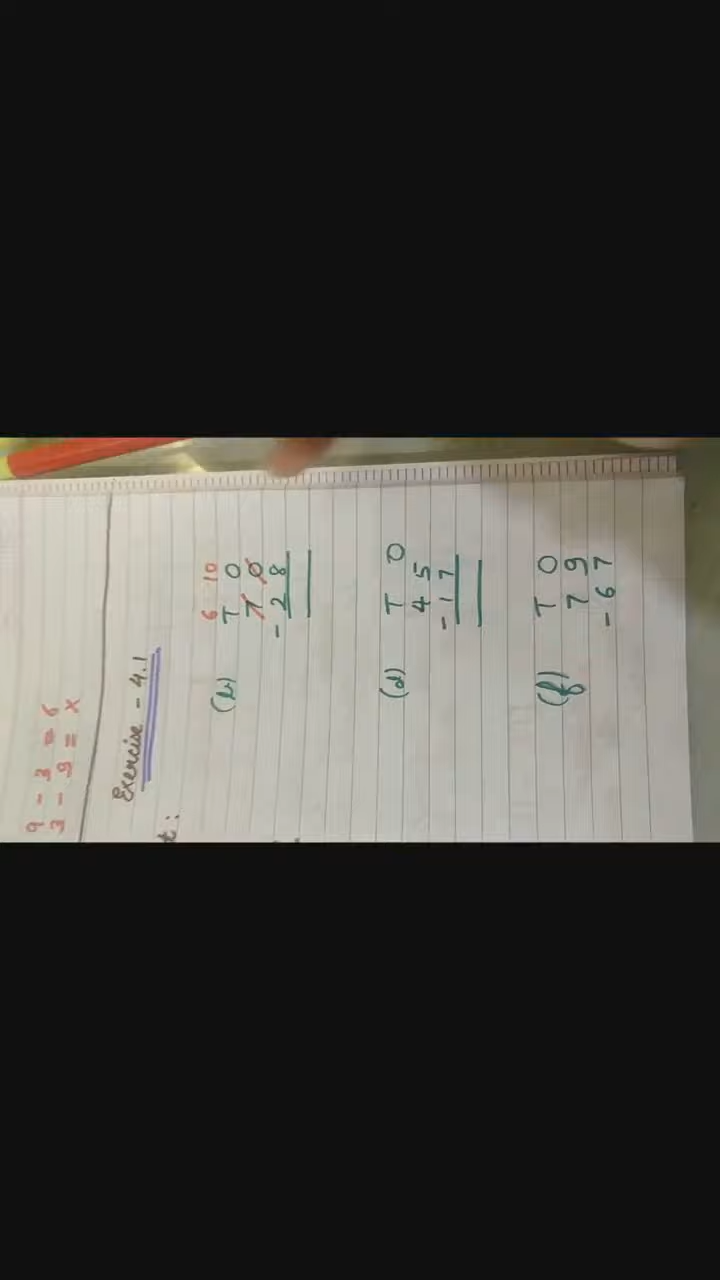 9 - 3 = 6
3 - 9 = x
Exercise - 4.1
t:
6 10
(b) T O
7 0
- 2 8
(d) T O
4 5
- 1 7
(f) T O
7 9
- 6 7